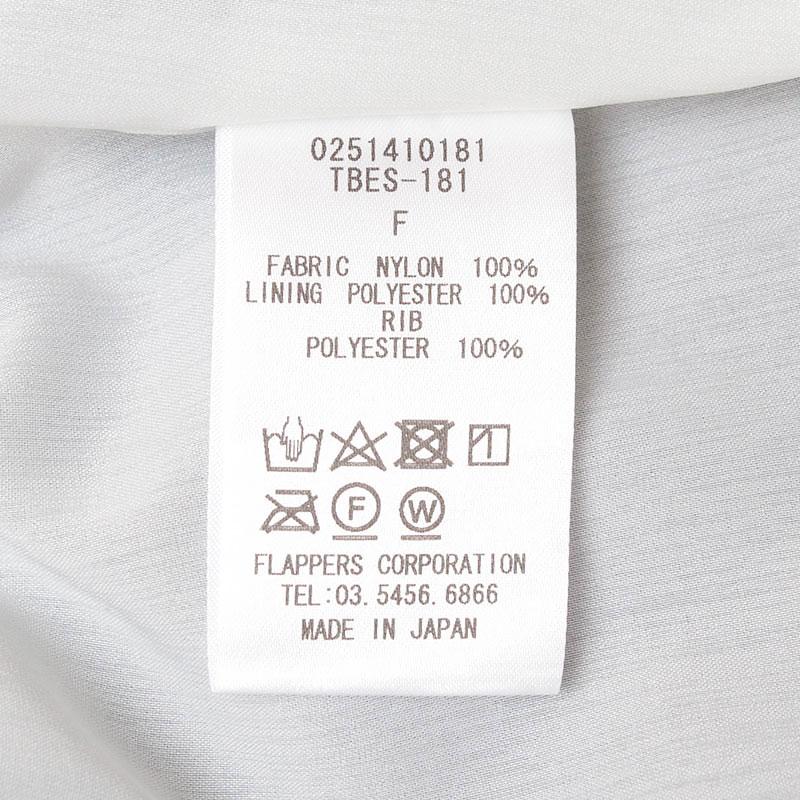 0251410181
TBES-181
F
FABRIC NYLON 100%
LINING POLYESTER 100%
RIB
POLYESTER 100%
F W
FLAPPERS CORPORATION
TEL:03.5456.6866
MADE IN JAPAN